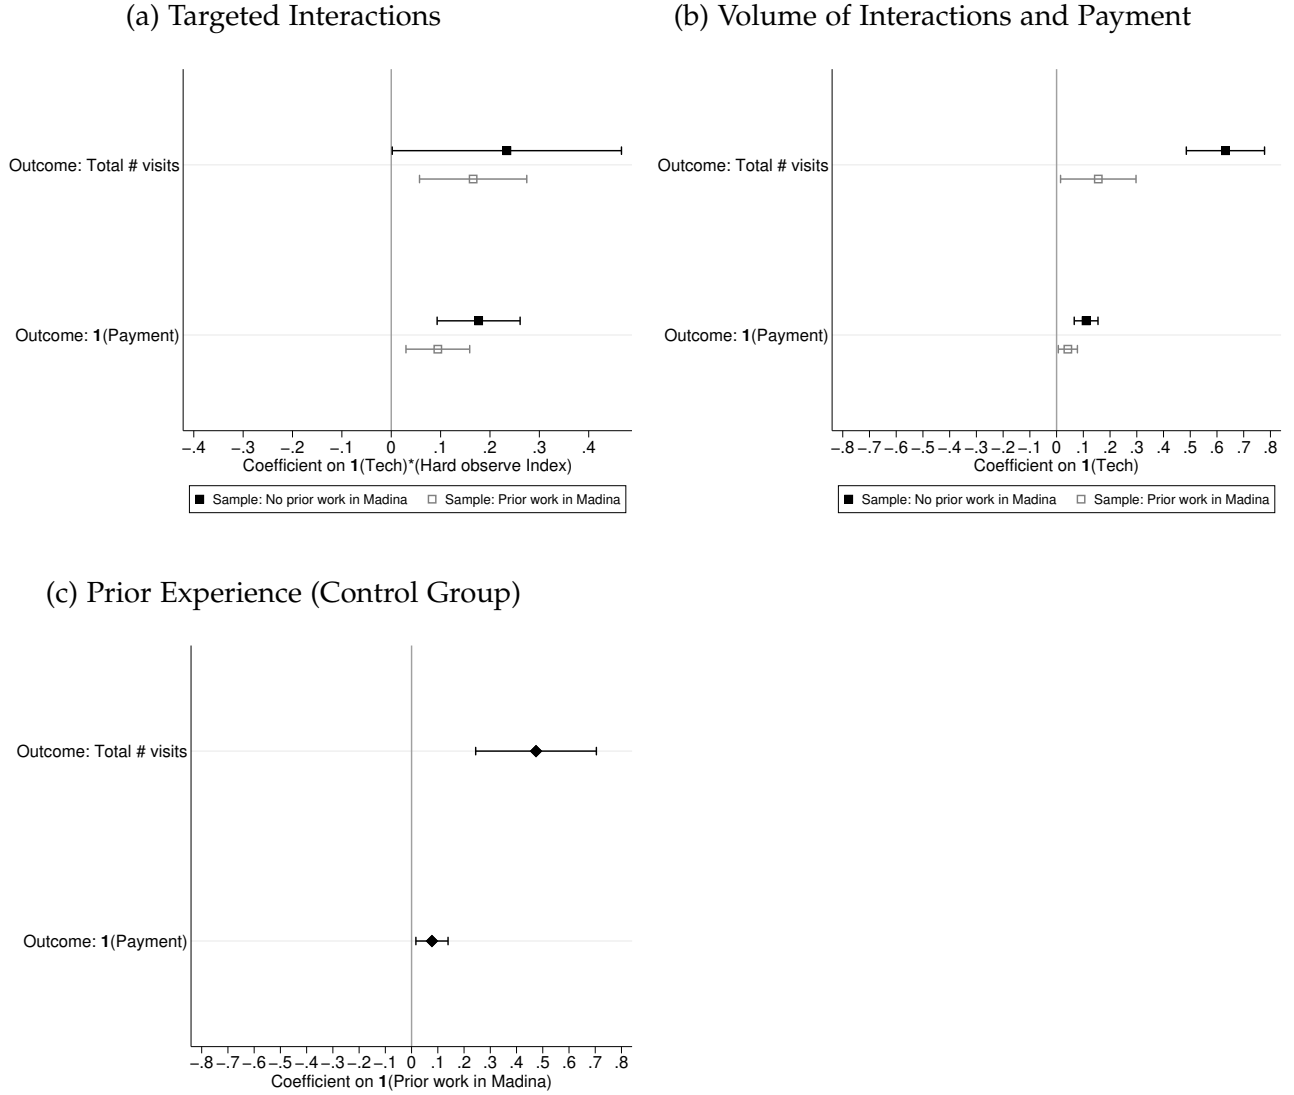 (a) Targeted Interactions
Outcome: Total # visits
Outcome: 1(Payment)
-.4 -.3 -.2 -.1 0 .1 .2 .3 .4
Coefficient on 1(Tech)*(Hard observe Index)
Sample: No prior work in Madina Sample: Prior work in Madina
(b) Volume of Interactions and Payment
Outcome: Total # visits
Outcome: 1(Payment)
-.8 -.7 -.6 -.5 -.4 -.3 -.2 -.1 0 .1 .2 .3 .4 .5 .6 .7 .8
Coefficient on 1(Tech)
Sample: No prior work in Madina Sample: Prior work in Madina
(c) Prior Experience (Control Group)
Outcome: Total # visits
Outcome: 1(Payment)
-.8 -.7 -.6 -.5 -.4 -.3 -.2 -.1 0 .1 .2 .3 .4 .5 .6 .7 .8
Coefficient on 1(Prior work in Madina)